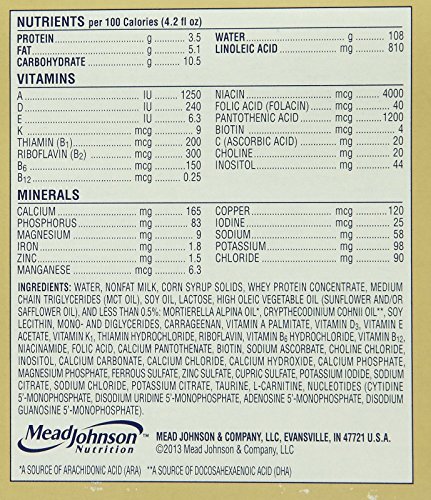 NUTRIENTS per 100 Calories (4.2 fl oz)
PROTEIN g 3.5
FAT g 5.1
CARBOHYDRATE g 10.5
WATER g 108
LINOLEIC ACID mg 810
VITAMINS
A IU 1250
D IU 240
E IU 6.3
K mcg 9
THIAMIN (B1) mcg 200
RIBOFLAVIN (B2) mcg 300
B6 mcg 150
B12 mcg 0.25
NIACIN mcg 4000
FOLIC ACID (FOLACIN) mcg 40
PANTOTHENIC ACID mcg 1200
BIOTIN mcg 4
C (ASCORBIC ACID) mg 20
CHOLINE mg 20
INOSITOL mg 44
MINERALS
CALCIUM mg 165
PHOSPHORUS mg 83
MAGNESIUM mg 9
IRON mg 1.8
ZINC mg 1.5
MANGANESE mcg 6.3
COPPER mcg 120
IODINE mcg 25
SODIUM mg 58
POTASSIUM mg 98
CHLORIDE mg 90
INGREDIENTS: WATER, NONFAT MILK, CORN SYRUP SOLIDS, WHEY PROTEIN CONCENTRATE, MEDIUM
CHAIN TRIGLYCERIDES (MCT OIL), SOY OIL, LACTOSE, HIGH OLEIC VEGETABLE OIL (SUNFLOWER AND/OR
SAFFLOWER OIL), AND LESS THAN 0.5%: MORTIERELLA ALPINA OIL*, CRYPTHECODINIUM COHNII OIL**, SOY
LECITHIN, MONO- AND DIGLYCERIDES, CARRAGEENAN, VITAMIN A PALMITATE, VITAMIN D3, VITAMIN E
ACETATE, VITAMIN K1, THIAMIN HYDROCHLORIDE, RIBOFLAVIN, VITAMIN B6 HYDROCHLORIDE, VITAMIN B12,
NIACINAMIDE, FOLIC ACID, CALCIUM PANTOTHENATE, BIOTIN, SODIUM ASCORBATE, CHOLINE CHLORIDE,
INOSITOL, CALCIUM CARBONATE, CALCIUM CHLORIDE, CALCIUM HYDROXIDE, CALCIUM PHOSPHATE,
MAGNESIUM PHOSPHATE, FERROUS SULFATE, ZINC SULFATE, CUPRIC SULFATE, POTASSIUM IODIDE, SODIUM
CITRATE, SODIUM CHLORIDE, POTASSIUM CITRATE, TAURINE, L-CARNITINE, NUCLEOTIDES (CYTIDINE
5'-MONOPHOSPHATE, DISODIUM URIDINE 5'-MONOPHOSPHATE, ADENOSINE 5'-MONOPHOSPHATE, DISODIUM
GUANOSINE 5'-MONOPHOSPHATE).
MeadJohnson™
Nutrition
MEAD JOHNSON & COMPANY, LLC, EVANSVILLE, IN 47721 U.S.A.
©2013 Mead Johnson & Company, LLC
*A SOURCE OF ARACHIDONIC ACID (ARA) **A SOURCE OF DOCOSAHEXAENOIC ACID (DHA)